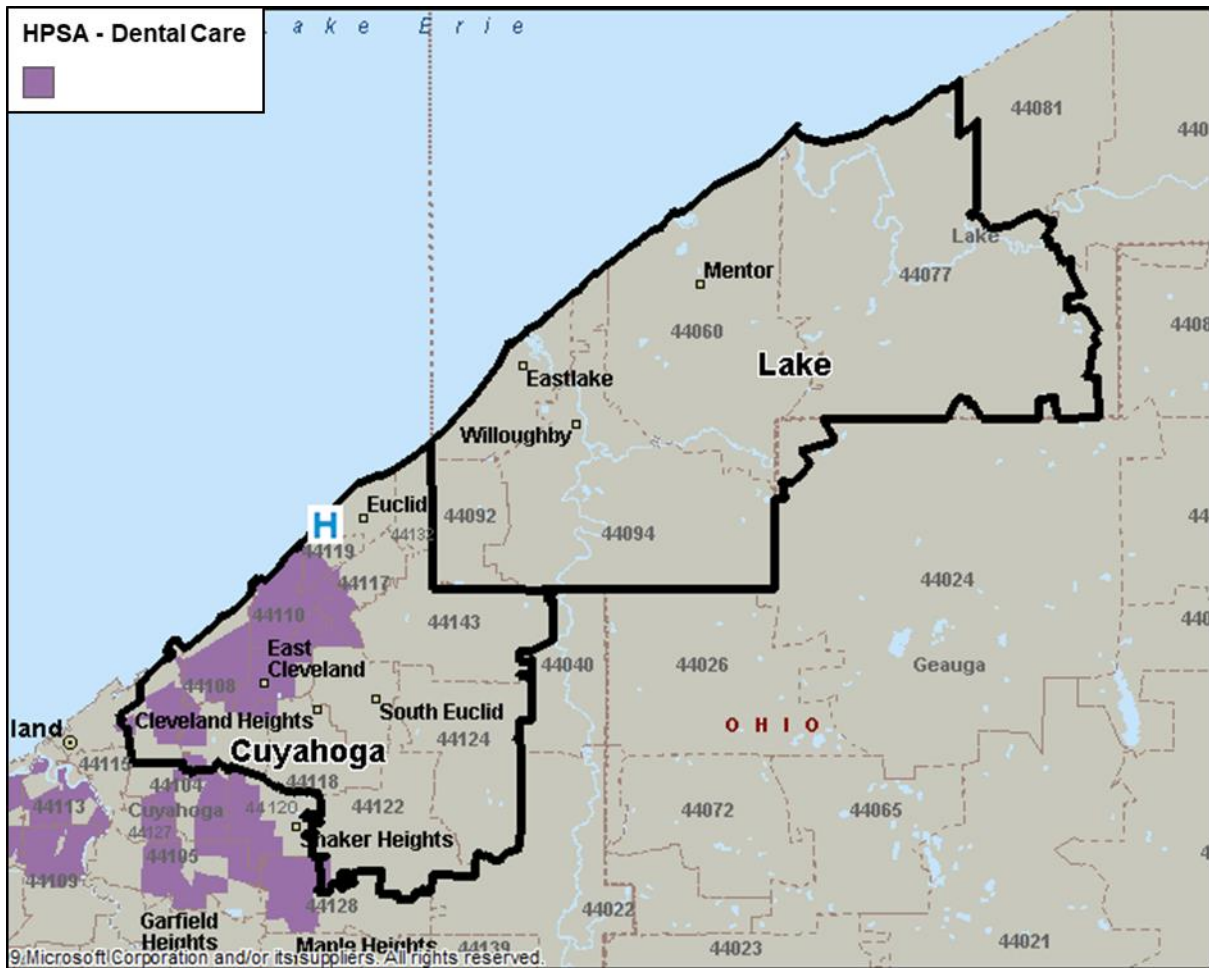 HPSA - Dental Care
a k e E r i e
44081
Lake
44077
Mentor
44060
Lake
Eastlake
Willoughby
Euclid
44092
44132
44094
H
44119
44117
44024
44110
44143
East
Cleveland
44040
44026
Geauga
44108
Cleveland Heights
South Euclid
land
44124
OHIO
Cuyahoga
44115
44104
44118
44113
Cuyahoga
44120
44122
44072
44065
44127
Shaker Heights
44105
44109
44128
44022
Garfield
Heights
Maple Heights
44139
44023
44021
Microsoft Corporation and/or its suppliers. All rights reserved.